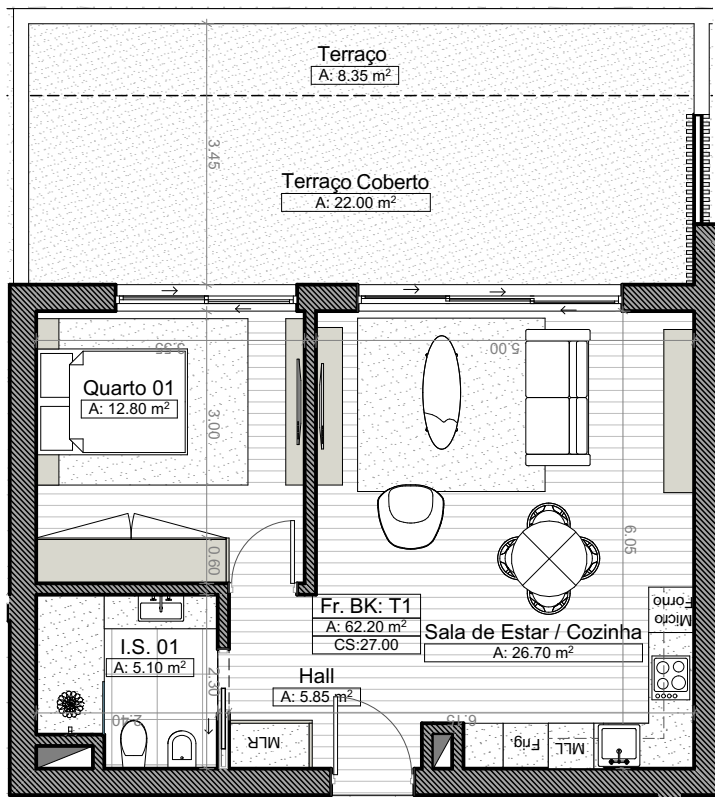 Terraço
A: 8.35 m²
3.45
Terraço Coberto
A: 22.00 m²
3.55
5.00
Quarto 01
A: 12.80 m²
3.00
6.05
0.60
Fr. BK: T1
A: 62.20 m²
CS:27.00
Micro
Forno
Sala de Estar / Cozinha
A: 26.70 m²
I.S. 01
A: 5.10 m²
2.30
Hall
A: 5.85 m²
2.40
6.15
MLR
Frig.
MLL